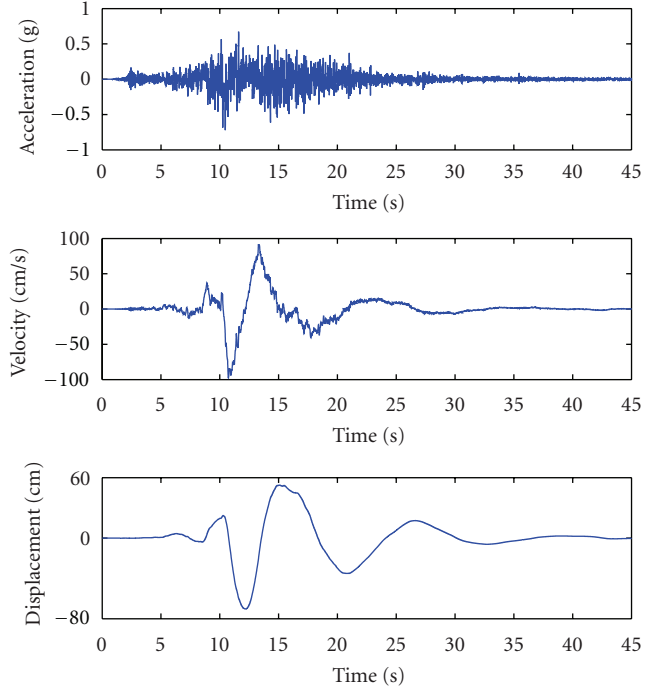 Acceleration (g)
1
0.5
0
−0.5
−1
0 5 10 15 20 25 30 35 40 45
Time (s)
Velocity (cm/s)
100
50
0
−50
−100
0 5 10 15 20 25 30 35 40 45
Time (s)
Displacement (cm)
60
0
−80
0 5 10 15 20 25 30 35 40 45
Time (s)